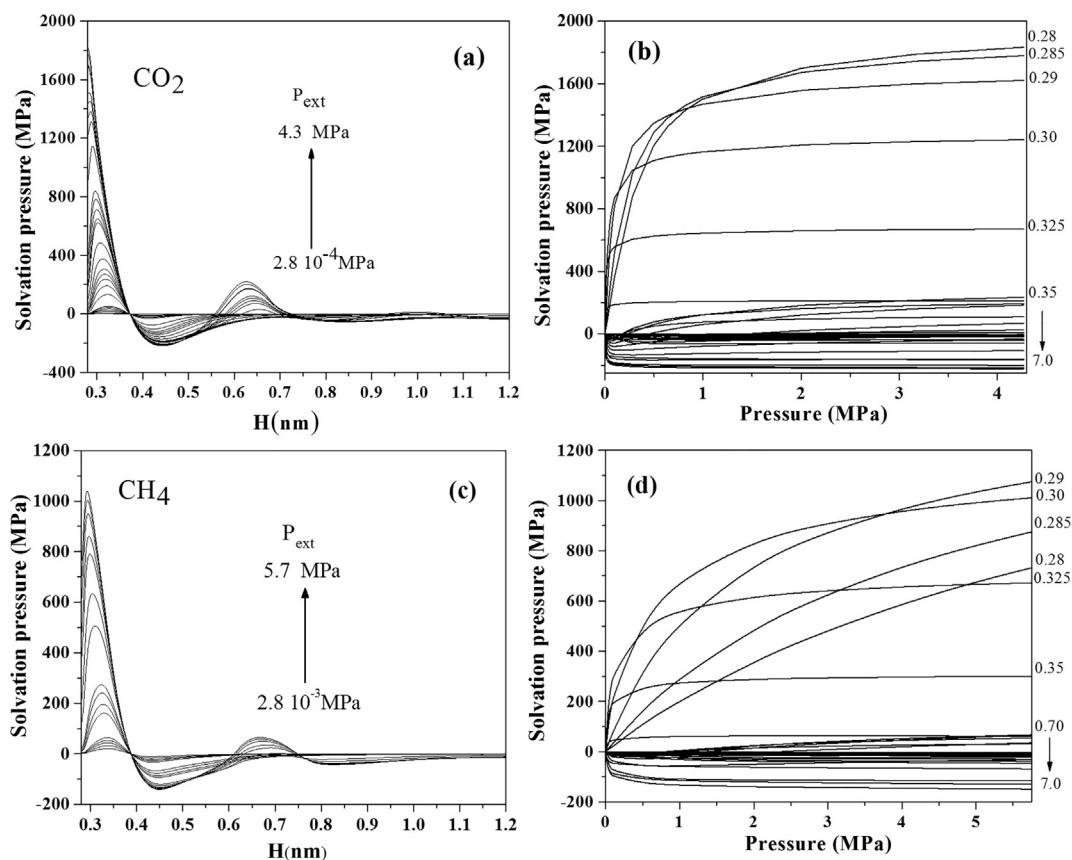 (a)
CO2
Pext
4.3 MPa
2.8 10-4MPa
Solvation pressure (MPa)
2000
1600
1200
800
400
0
-400
0.3 0.4 0.5 0.6 0.7 0.8 0.9 1.0 1.1 1.2
H(nm)
(b)
Solvation pressure (MPa)
2000
1600
1200
800
400
0
0 1 2 3 4
Pressure (MPa)
0.28
0.285
0.29
0.30
0.325
0.35
7.0
(c)
CH4
Pext
5.7 MPa
2.8 10-3MPa
Solvation pressure (MPa)
1200
1000
800
600
400
200
0
-200
0.3 0.4 0.5 0.6 0.7 0.8 0.9 1.0 1.1 1.2
H(nm)
(d)
Solvation pressure (MPa)
1200
1000
800
600
400
200
0
-200
0 1 2 3 4 5
Pressure (MPa)
0.29
0.30
0.285
0.28
0.325
0.35
0.70
7.0